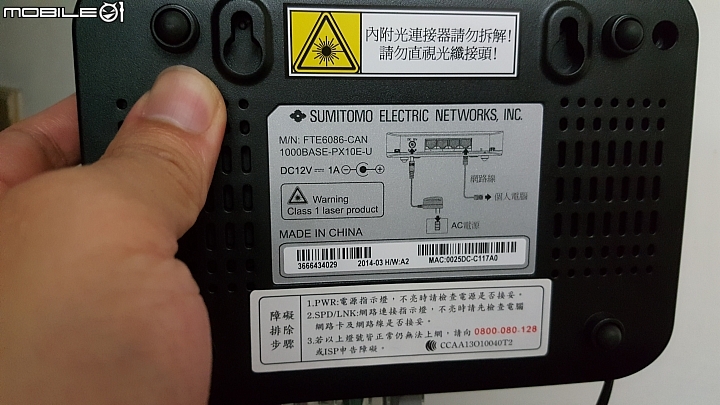 MOBILE01
內附光連接器請勿拆解!
請勿直視光纖接頭!
SUMITOMO ELECTRIC NETWORKS, INC.
M/N: FTE6086-CAN
1000BASE-PX10E-U
DC12V 1A
網路線
個人電腦
Warning
Class 1 laser product
AC電源
MADE IN CHINA
3666434029
2014-03 H/W:A2
MAC:0025DC-C117A0
障礙
排除
步驟
1.PWR:電源指示燈，不亮時請檢查電源是否接妥。
2.SPD/LNK:網路連接指示燈，不亮時請先檢查電腦
網路卡及網路線是否接妥。
3.若以上燈號皆正常仍無法上網，請向 0800-080-128
或ISP申告障礙。
CCAA13O10040T2